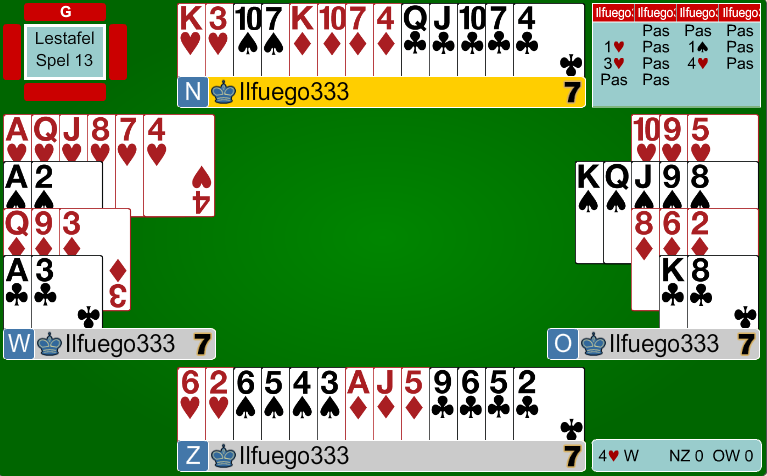 G
Lestafel
Spel 13
K 3 10 7 K 10 7 4 Q J 10 7 4
N Ilfuego333 7
Ilfuego3 Ilfuego3 Ilfuego3 Ilfuego3
Pas Pas Pas
1♥ Pas 1♠ Pas
3♥ Pas 4♥ Pas
Pas Pas
A Q J 8 7 4
4
A 2
Q 9 3
3
A 3
W Ilfuego333 7
10 9 5
K Q J 9 8
8 6 2
K 8
O Ilfuego333 7
6 2 6 5 4 3 A J 5 9 6 5 2
Z Ilfuego333 7
4♥ W NZ 0 OW 0